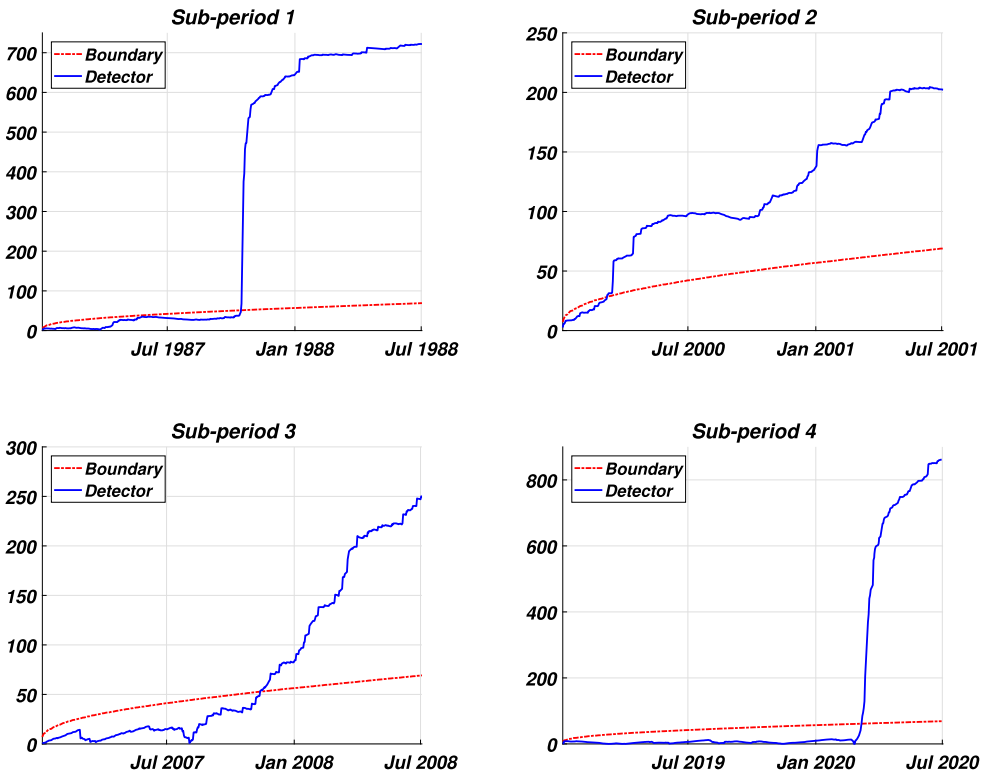 Sub-period 1
Boundary
Detector
700
600
500
400
300
200
100
0
Jul 1987 Jan 1988 Jul 1988
Sub-period 2
Boundary
Detector
250
200
150
100
50
0
Jul 2000 Jan 2001 Jul 2001
Sub-period 3
Boundary
Detector
300
250
200
150
100
50
0
Jul 2007 Jan 2008 Jul 2008
Sub-period 4
Boundary
Detector
800
600
400
200
0
Jul 2019 Jan 2020 Jul 2020